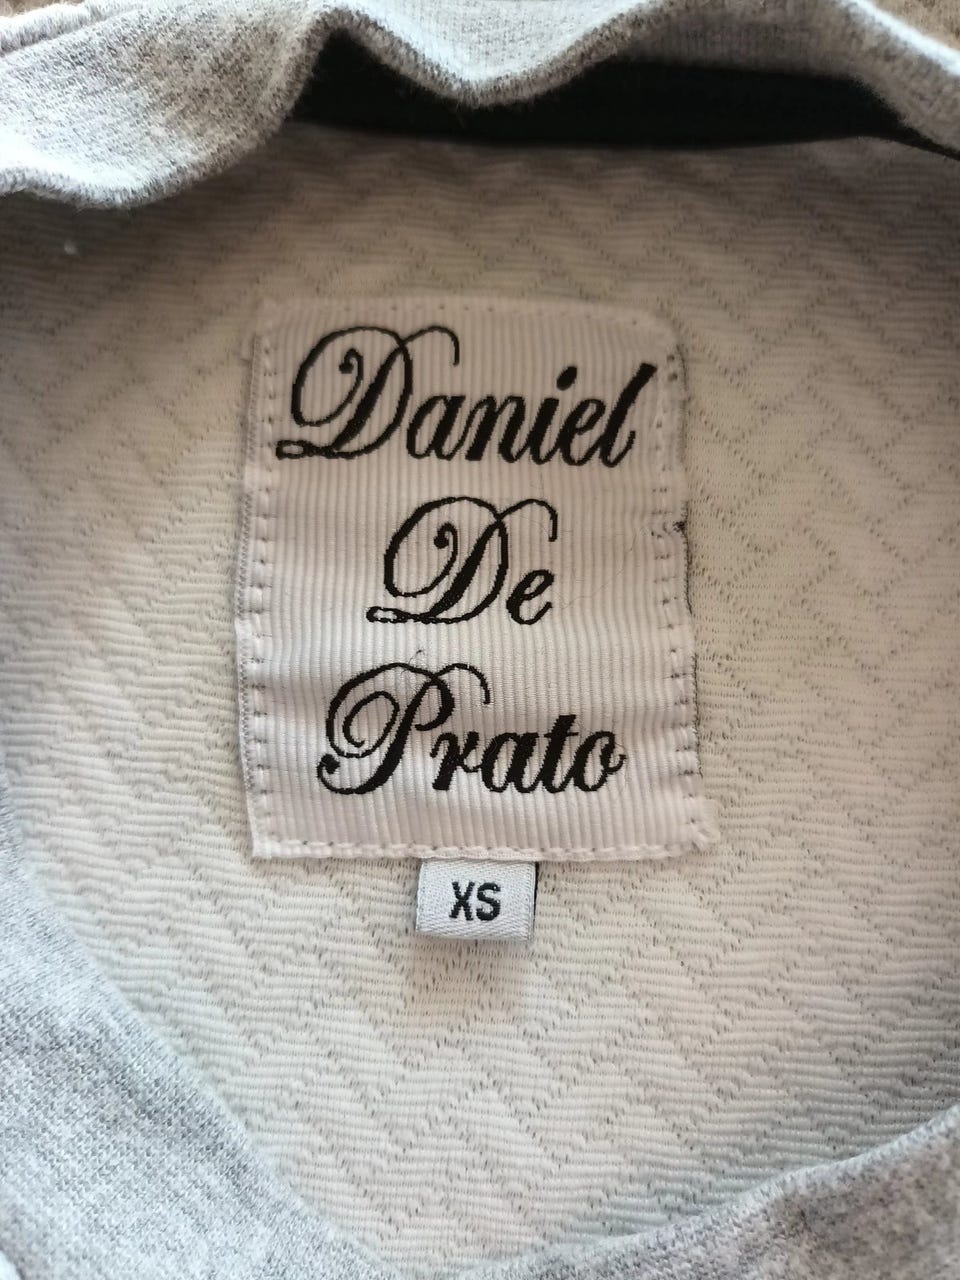 Daniel
De
Prato
XS